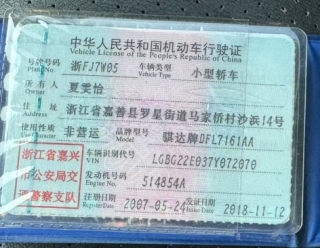 中华人民共和国机动车行驶证
Vehicle License of the People's Republic of China
号牌号码 浙FJ7W05 车辆类型 小型轿车
Plate No. Vehicle Type
所有人 夏雯怡
Owner
住址 浙江省嘉善县罗星街道马家桥村沙浜14号
Address
使用性质 非营运 品牌型号 骐达牌DFL7161AA
Use Character Model
浙江省嘉兴
市公安局交
通警察支队
车辆识别代号 LGBG22E037Y072070
VIN
发动机号码 514854A
Engine No.
注册日期 2007-05-24 发证日期 2018-11-12
Register Date Issue Date